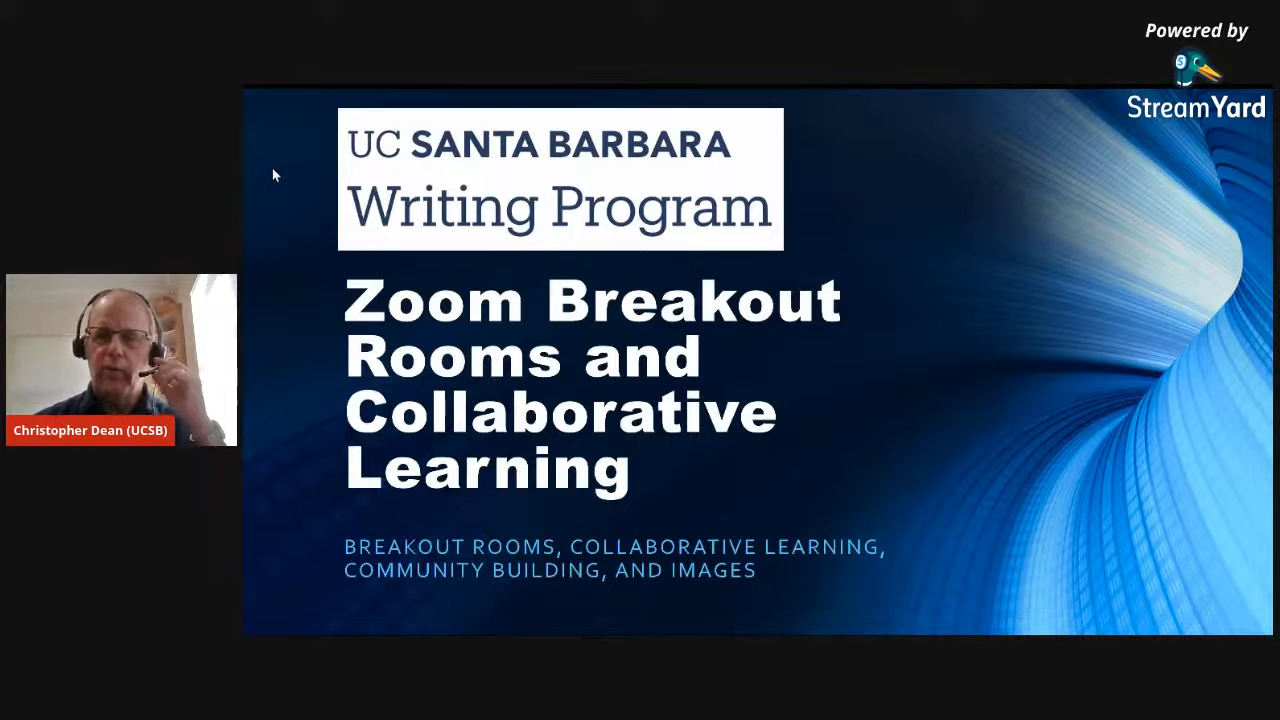 Powered by
StreamYard
UC SANTA BARBARA
Writing Program
Zoom Breakout
Rooms and
Collaborative
Learning
BREAKOUT ROOMS, COLLABORATIVE LEARNING,
COMMUNITY BUILDING, AND IMAGES
Christopher Dean (UCSB)